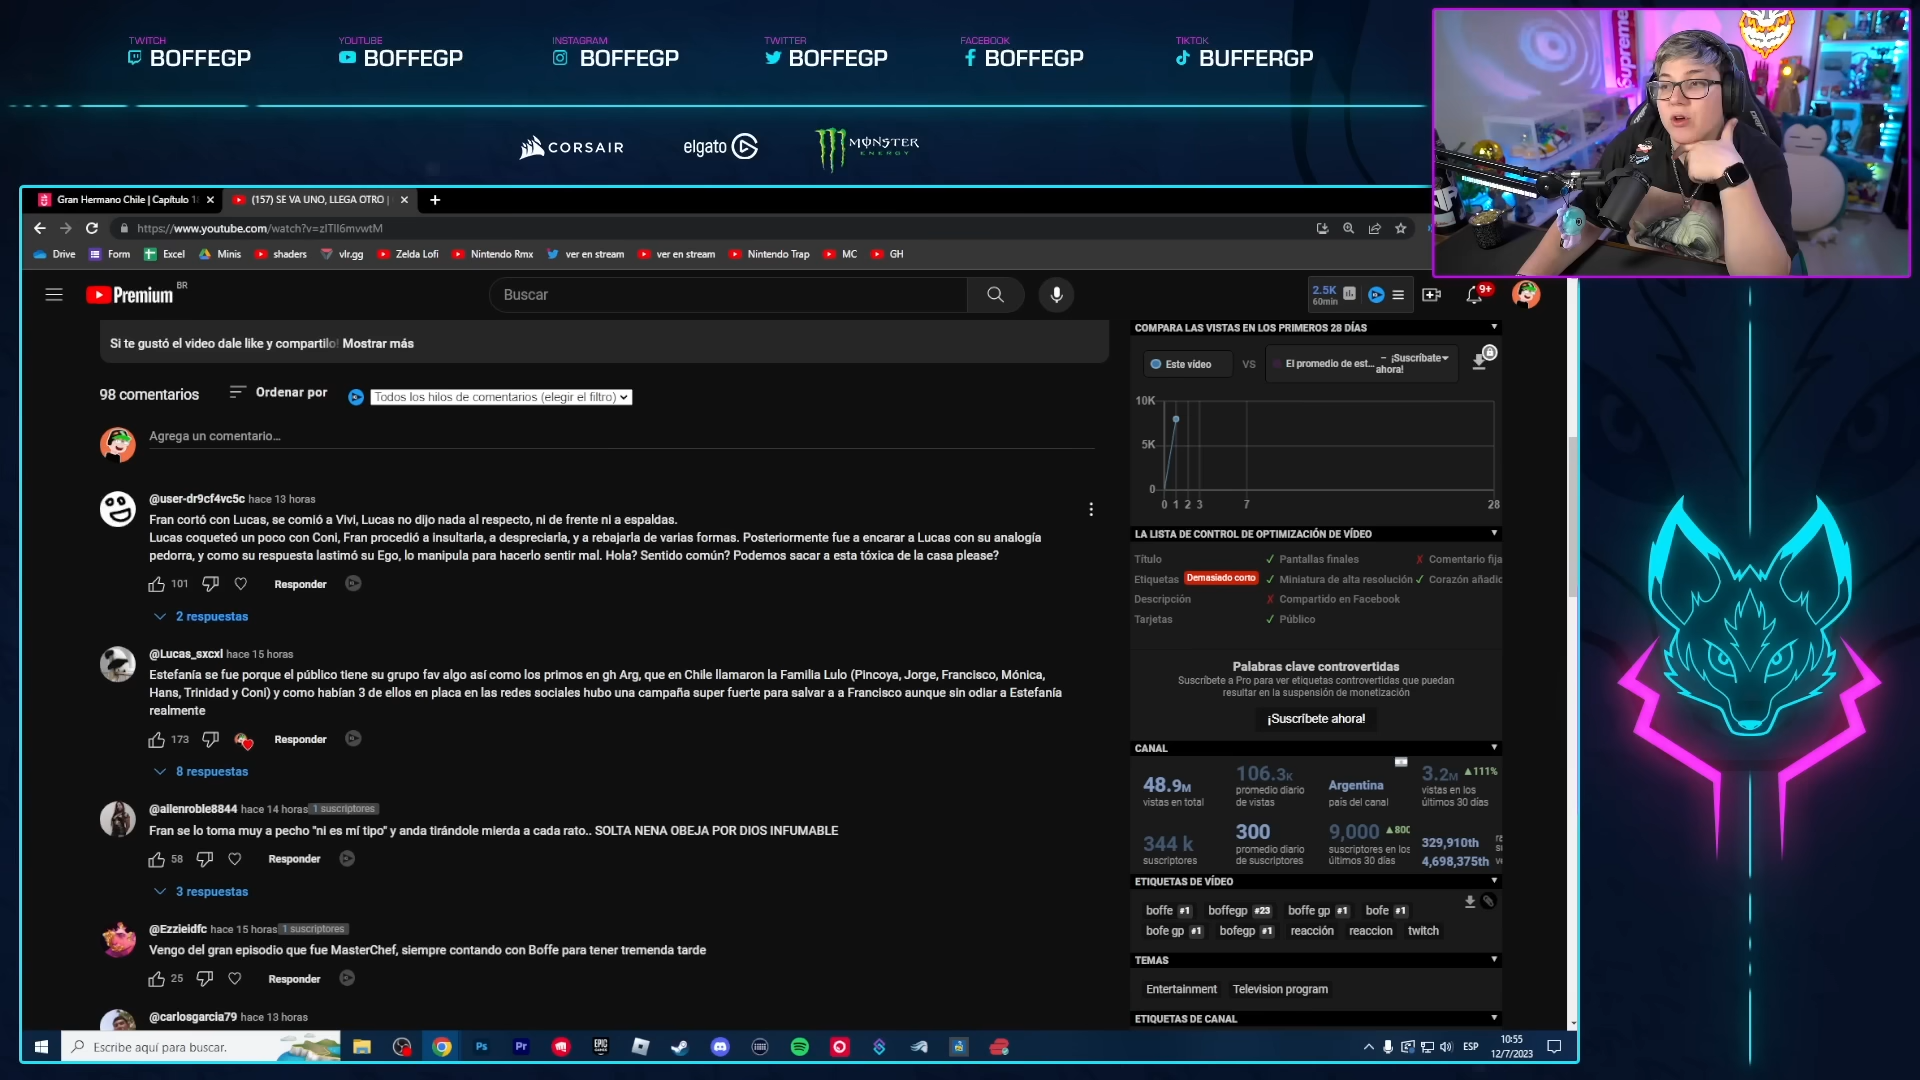 TWITCH
BOFFEGP
YOUTUBE
BOFFEGP
INSTAGRAM
BOFFEGP
TWITTER
BOFFEGP
FACEBOOK
BOFFEGP
TIKTOK
BUFFERGP
Supreme
CORSAIR
elgato
MONSTER
ENERGY
Gran Hermano Chile | Capítulo
(157) SE VA UNO, LLEGA OTRO |
https://www.youtube.com/watch?v=zlTIl6mvwtM
Drive
Form
Excel
Minis
shaders
vlr.gg
Zelda Lofi
Nintendo Rmx
ver en stream
ver en stream
Nintendo Trap
MC
GH
Premium BR
Buscar
2.5K
60min
9+
Si te gustó el video dale like y compartilo! Mostrar más
98 comentarios
Ordenar por
Todos los hilos de comentarios (elegir el filtro)
Agrega un comentario...
@user-dr9cf4vc5c hace 13 horas
Fran cortó con Lucas, se comió a Vivi, Lucas no dijo nada al respecto, ni de frente ni a espaldas.
Lucas coqueteó un poco con Coni, Fran procedió a insultarla, a despreciarla, y a rebajarla de varias formas. Posteriormente fue a encarar a Lucas con su analogía
pedorra, y como su respuesta lastimó su Ego, lo manipula para hacerlo sentir mal. Hola? Sentido común? Podemos sacar a esta tóxica de la casa please?
101
Responder
2 respuestas
@Lucas_sxcxl hace 15 horas
Estefanía se fue porque el público tiene su grupo fav algo así como los primos en gh Arg, que en Chile llamaron la Familia Lulo (Pincoya, Jorge, Francisco, Mónica,
Hans, Trinidad y Coni) y como habían 3 de ellos en placa en las redes sociales hubo una campaña super fuerte para salvar a a Francisco aunque sin odiar a Estefanía
realmente
173
Responder
8 respuestas
@ailenroble8844 hace 14 horas 1 suscriptores
Fran se lo toma muy a pecho "ni es mí tipo" y anda tirándole mierda a cada rato.. SOLTA NENA OBEJA POR DIOS INFUMABLE
58
Responder
3 respuestas
@Ezzieidfc hace 15 horas 1 suscriptores
Vengo del gran episodio que fue MasterChef, siempre contando con Boffe para tener tremenda tarde
25
Responder
@carlosgarcia79 hace 13 horas
COMPARA LAS VISTAS EN LOS PRIMEROS 28 DÍAS
Este vídeo
VS
El promedio de est...
– ¡Suscríbate ahora!
10K
5K
0
0 1 2 3 7 28
LA LISTA DE CONTROL DE OPTIMIZACIÓN DE VÍDEO
Título
✓ Pantallas finales
✗ Comentario fija
Etiquetas Demasiado corto
✓ Miniatura de alta resolución
✓ Corazón añadic
Descripción
✗ Compartido en Facebook
Tarjetas
✓ Público
Palabras clave controvertidas
Suscríbete a Pro para ver etiquetas controvertidas que puedan
resultar en la suspensión de monetización
¡Suscríbete ahora!
CANAL
48.9M
vistas en total
106.3K
promedio diario
de vistas
Argentina
país del canal
3.2M ▲111%
vistas en los
últimos 30 días
344 k
suscriptores
300
promedio diario
de suscriptores
9,000 ▲800
suscriptores en los
últimos 30 días
329,910th
4,698,375th
ETIQUETAS DE VÍDEO
boffe #1
boffegp #23
boffe gp #1
bofe #1
bofe gp #1
bofegp #1
reacción
reaccion
twitch
TEMAS
Entertainment
Television program
ETIQUETAS DE CANAL
Escribe aquí para buscar.
Ps
Pr
EPIC
GAMES
ESP
10:55
12/7/2023